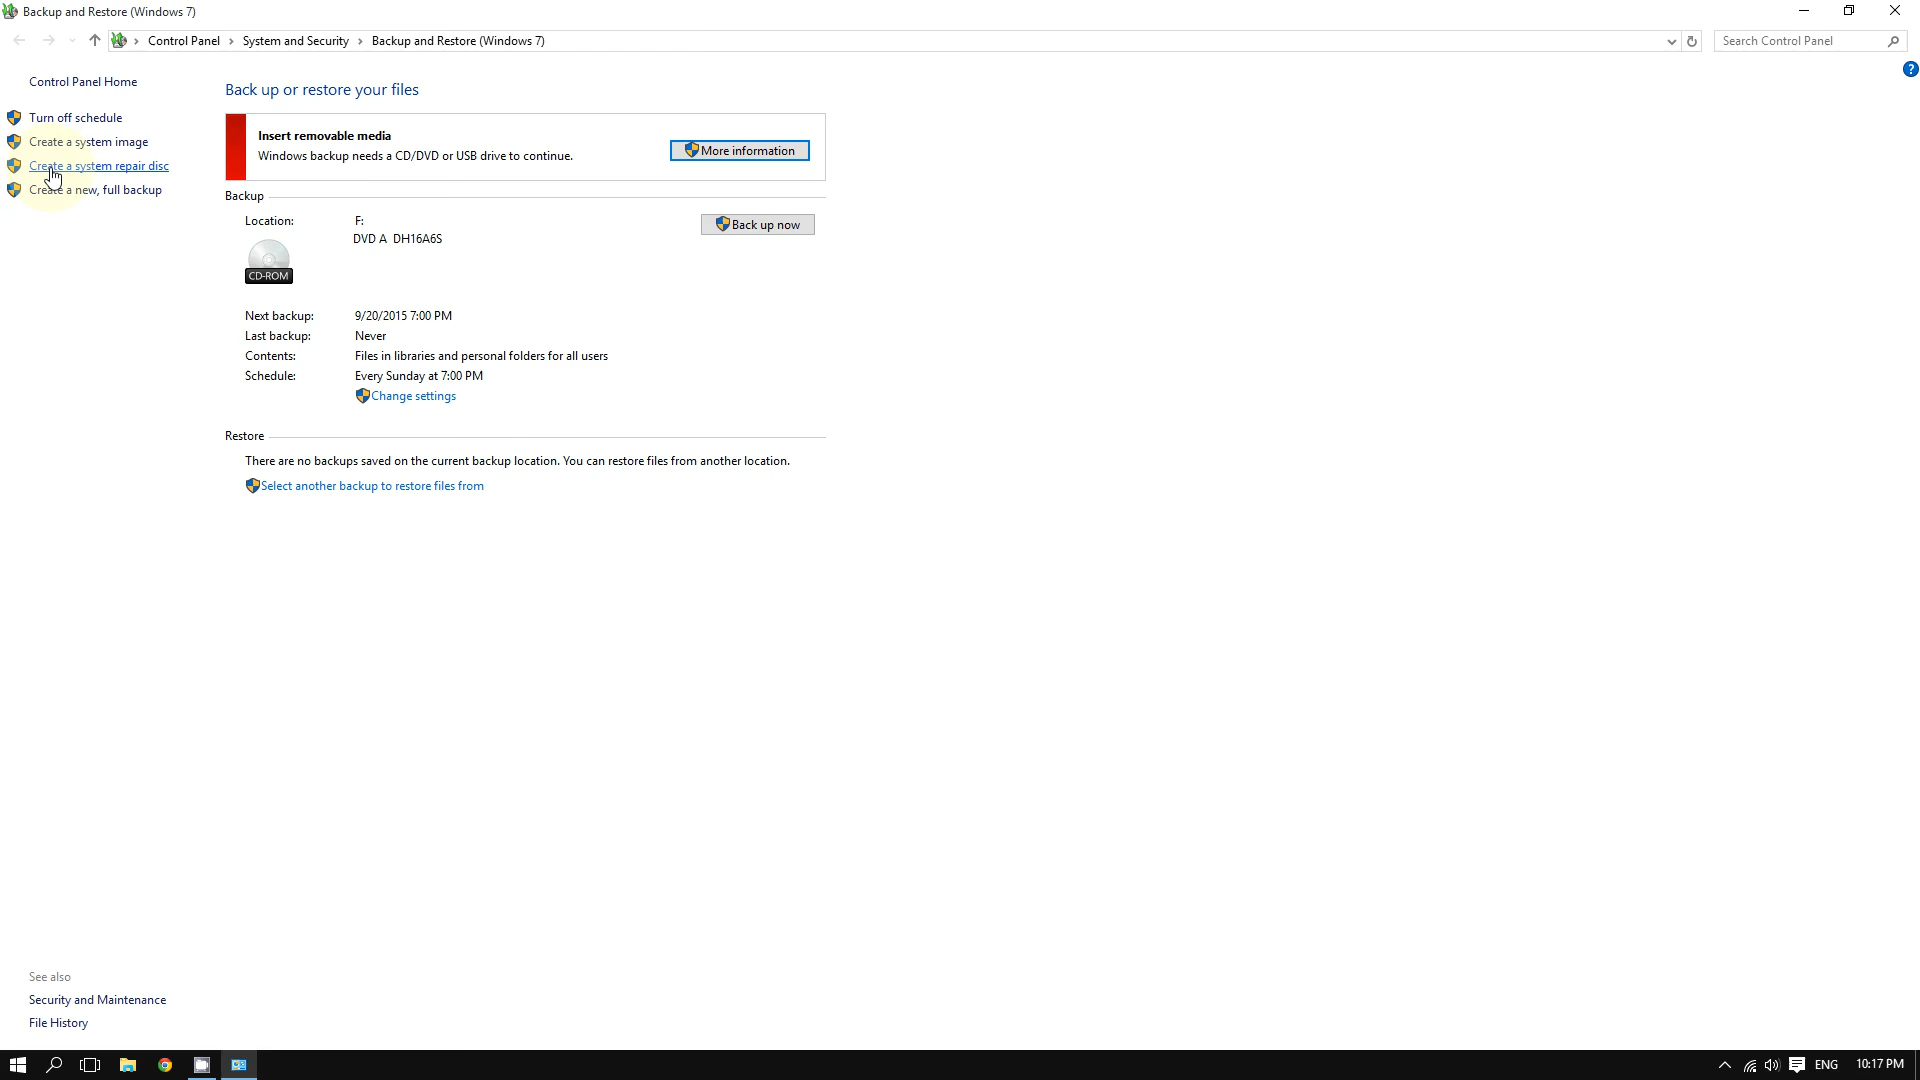 Backup and Restore (Windows 7)
Control Panel > System and Security > Backup and Restore (Windows 7)
Search Control Panel
?
Control Panel Home
Turn off schedule
Create a system image
Create a system repair disc
Create a new, full backup
Back up or restore your files
Insert removable media
Windows backup needs a CD/DVD or USB drive to continue.
More information
Backup
Location: F:
DVD A DH16A6S
Back up now
CD-ROM
Next backup: 9/20/2015 7:00 PM
Last backup: Never
Contents: Files in libraries and personal folders for all users
Schedule: Every Sunday at 7:00 PM
Change settings
Restore
There are no backups saved on the current backup location. You can restore files from another location.
Select another backup to restore files from
See also
Security and Maintenance
File History
ENG 10:17 PM